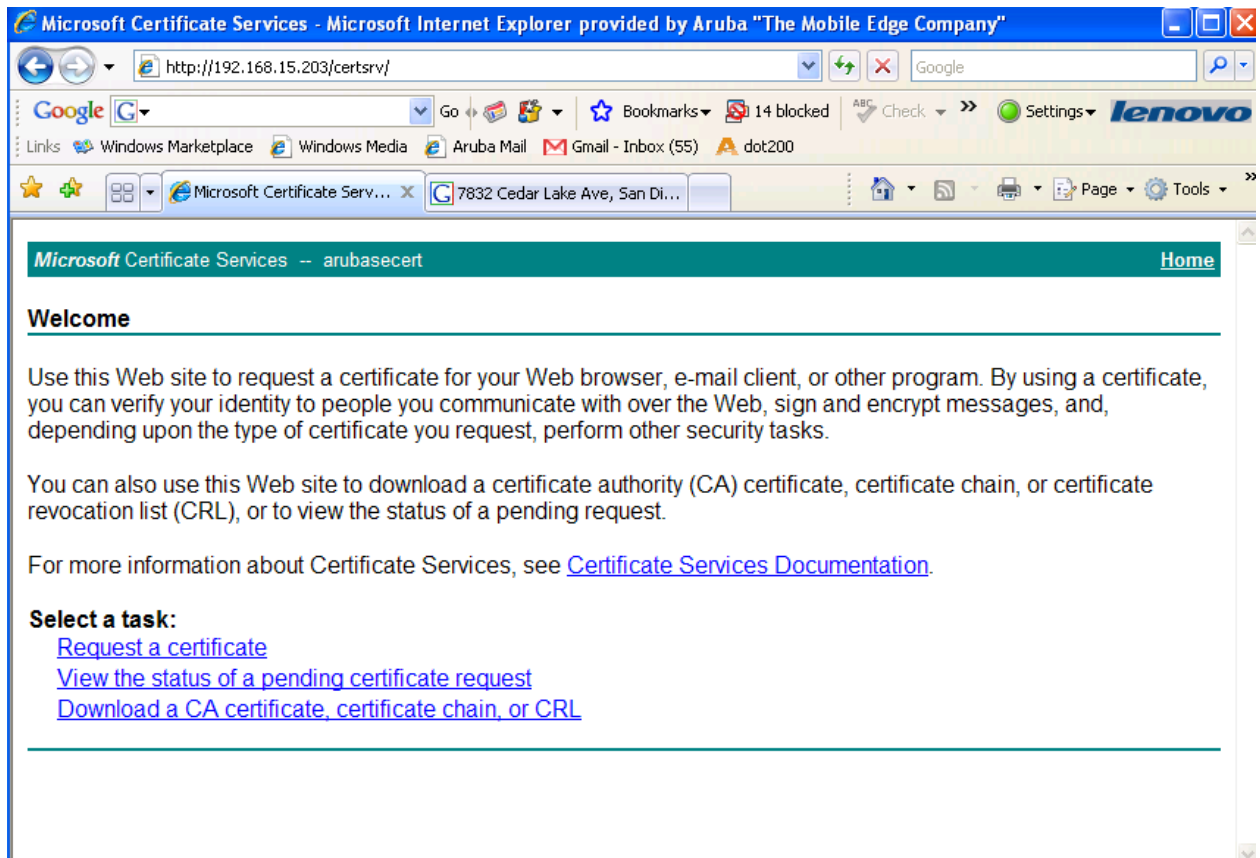 Microsoft Certificate Services - Microsoft Internet Explorer provided by Aruba "The Mobile Edge Company"
http://192.168.15.203/certsrv/
Google
Google G Go Bookmarks 14 blocked ABC Check » Settings lenovo
Links Windows Marketplace Windows Media Aruba Mail Gmail - Inbox (55) dot200
Microsoft Certificate Serv... X G 7832 Cedar Lake Ave, San Di... Page Tools »
Microsoft Certificate Services -- arubasecert Home
Welcome
Use this Web site to request a certificate for your Web browser, e-mail client, or other program. By using a certificate,
you can verify your identity to people you communicate with over the Web, sign and encrypt messages, and,
depending upon the type of certificate you request, perform other security tasks.
You can also use this Web site to download a certificate authority (CA) certificate, certificate chain, or certificate
revocation list (CRL), or to view the status of a pending request.
For more information about Certificate Services, see Certificate Services Documentation.
Select a task:
Request a certificate
View the status of a pending certificate request
Download a CA certificate, certificate chain, or CRL